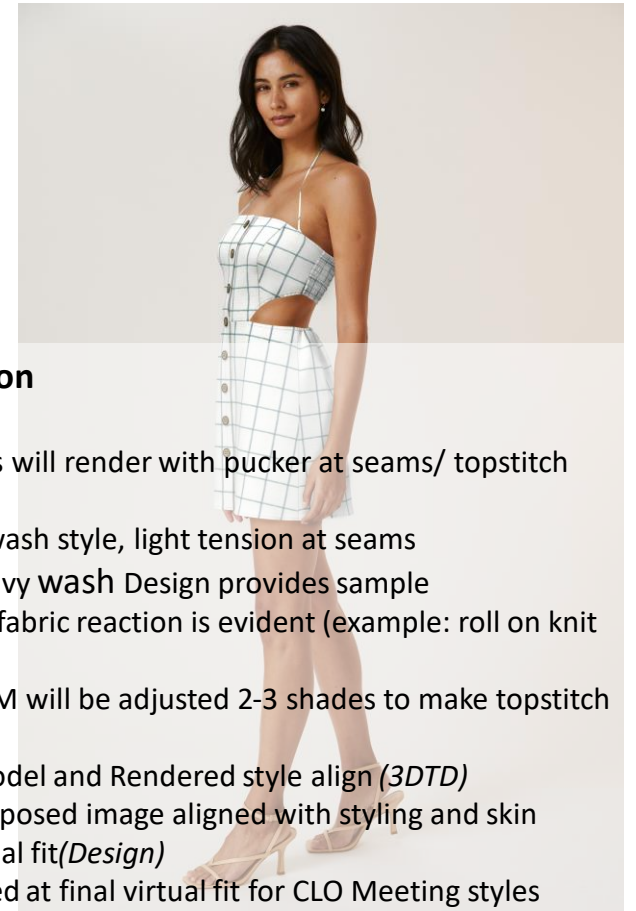 on
s will render with pucker at seams/ topstitch
wash style, light tension at seams
vy wash Design provides sample
fabric reaction is evident (example: roll on knit
M will be adjusted 2-3 shades to make topstitch
odel and Rendered style align (3DTD)
posed image aligned with styling and skin
al fit(Design)
ed at final virtual fit for CLO Meeting styles